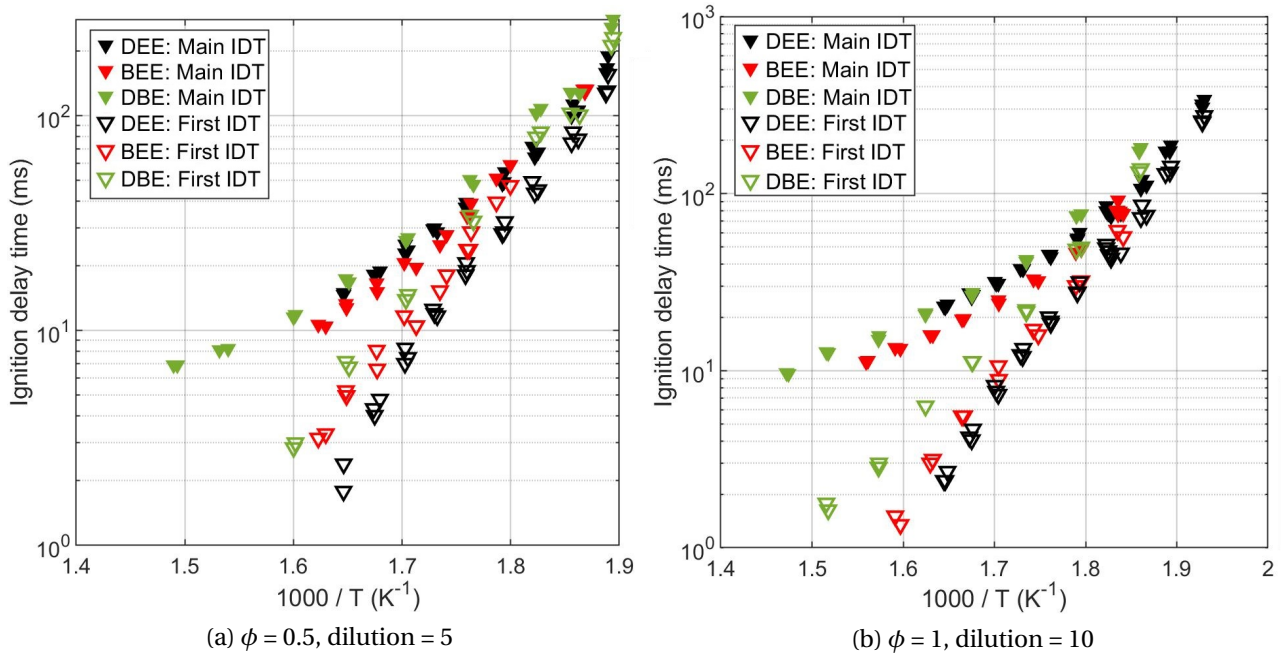 DEE: Main IDT
BEE: Main IDT
DBE: Main IDT
DEE: First IDT
BEE: First IDT
DBE: First IDT
Ignition delay time (ms)
10²
10¹
10⁰
1.4 1.5 1.6 1.7 1.8 1.9
1000 / T (K⁻¹)
(a) ϕ = 0.5, dilution = 5
DEE: Main IDT
BEE: Main IDT
DBE: Main IDT
DEE: First IDT
BEE: First IDT
DBE: First IDT
Ignition delay time (ms)
10³
10²
10¹
10⁰
1.4 1.5 1.6 1.7 1.8 1.9 2
1000 / T (K⁻¹)
(b) ϕ = 1, dilution = 10